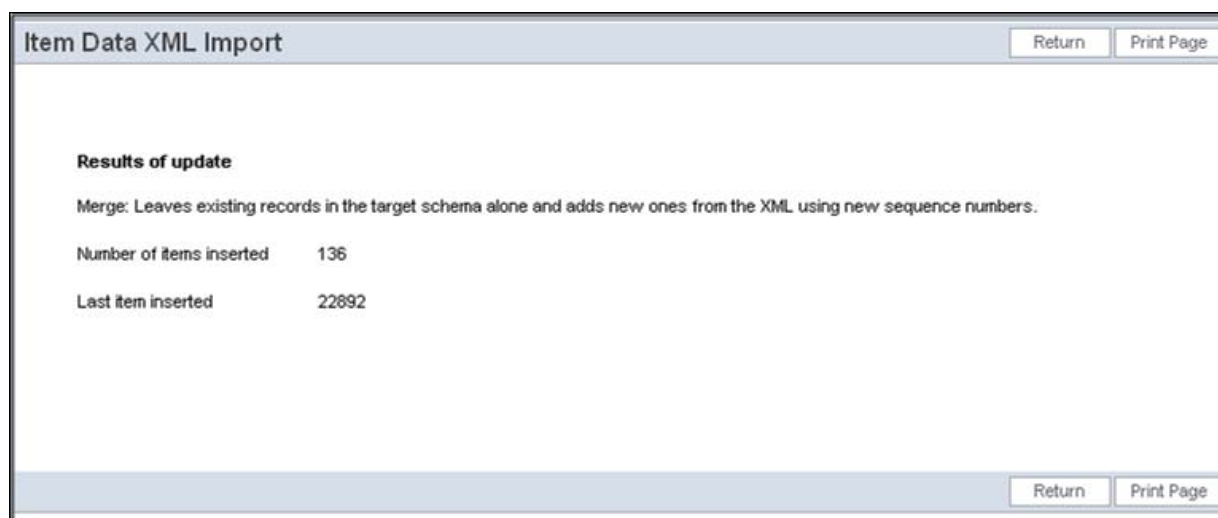 Item Data XML Import
Return
Print Page
Results of update
Merge: Leaves existing records in the target schema alone and adds new ones from the XML using new sequence numbers.
Number of items inserted 136
Last item inserted 22892
Return
Print Page